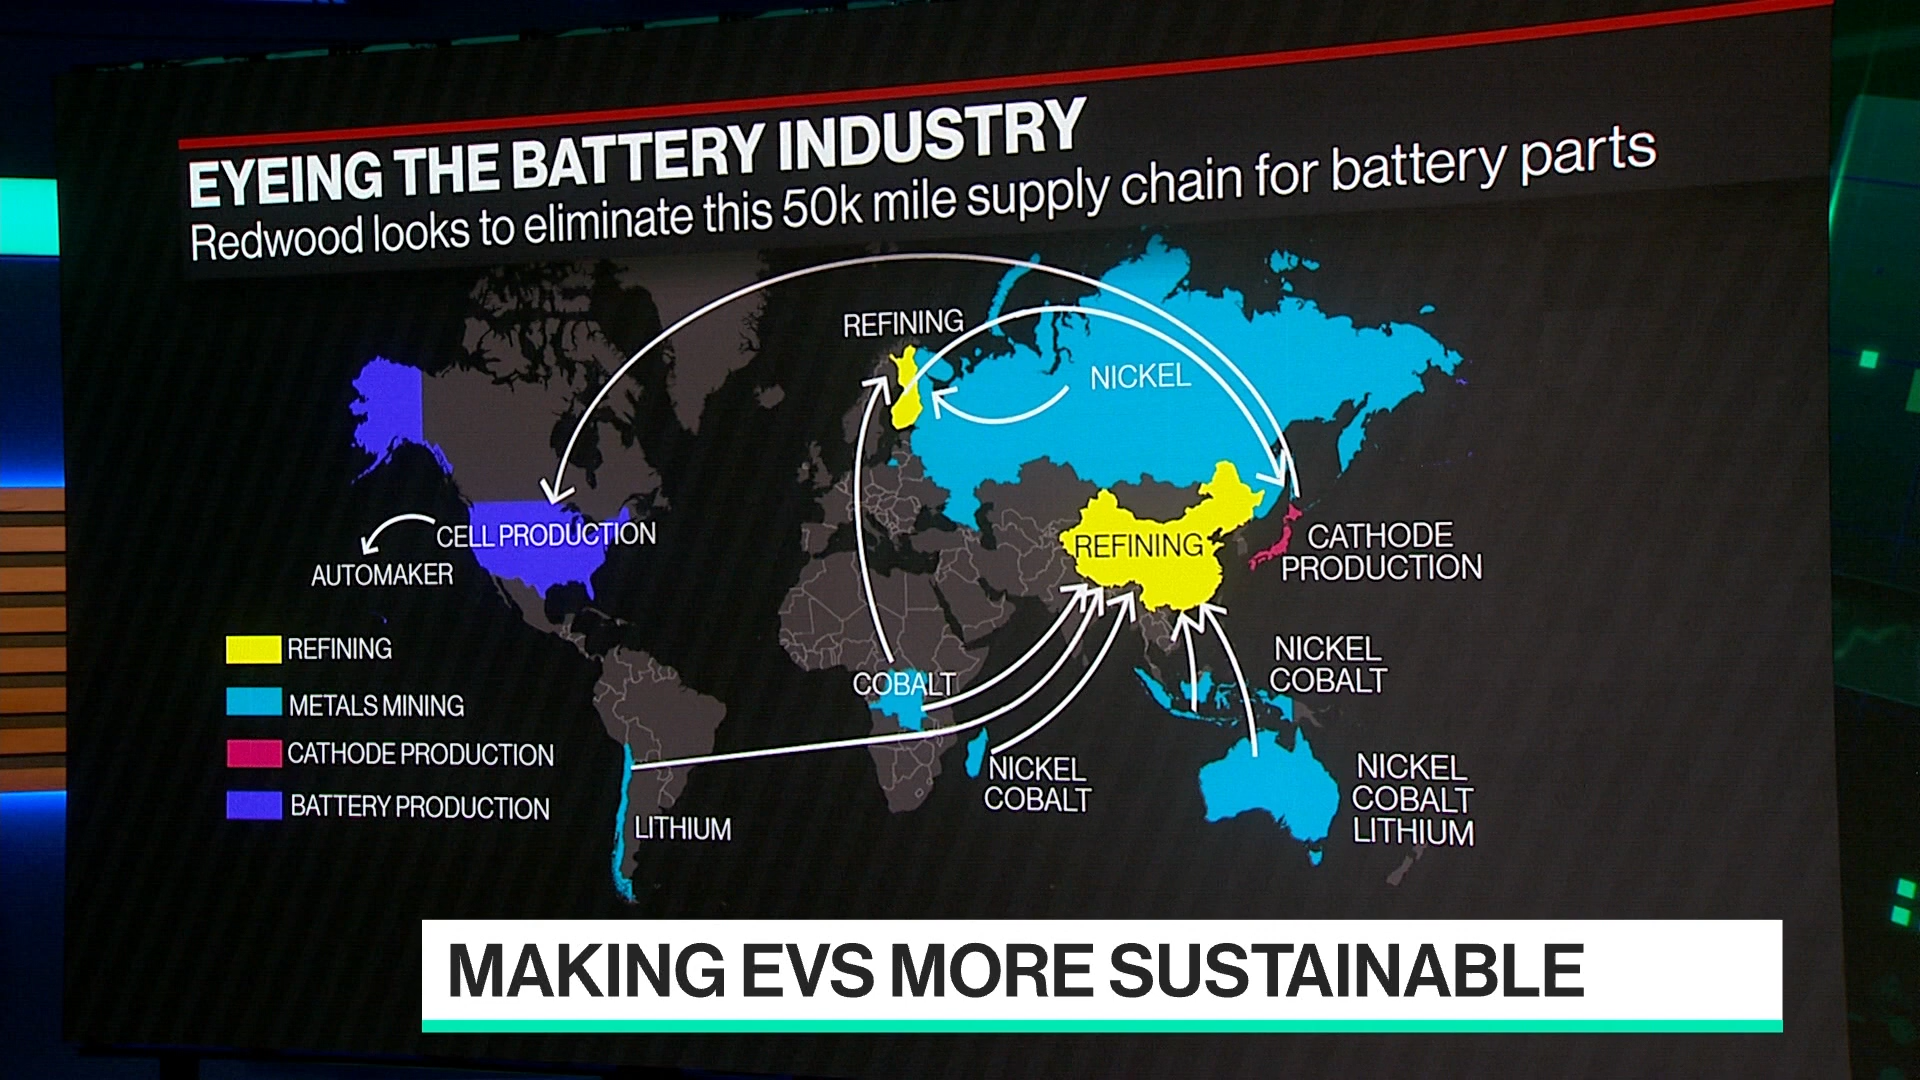 EYEING THE BATTERY INDUSTRY
Redwood looks to eliminate this 50k mile supply chain for battery parts
REFINING
NICKEL
CELL PRODUCTION
AUTOMAKER
REFINING
CATHODE
PRODUCTION
REFINING
METALS MINING
CATHODE PRODUCTION
BATTERY PRODUCTION
COBALT
NICKEL
COBALT
LITHIUM
NICKEL
COBALT
NICKEL
COBALT
LITHIUM
MAKING EVS MORE SUSTAINABLE